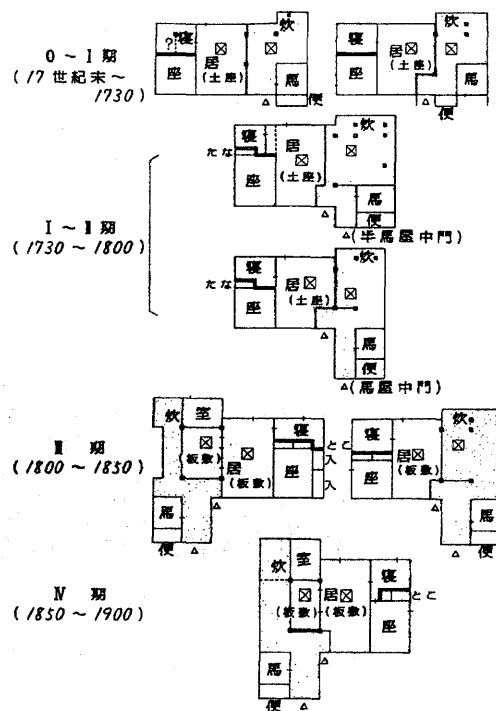 0～I期
(17世紀末～
1730)
? 寝 居 炊
座 (土座) 馬
便
寝 居 炊
座 (土座) 馬
便
I～II期
(1730～1800)
寝 居 炊
たな
座 (土座)
馬
便
(半馬屋中門)
寝 居 炊
たな
座 (土座)
馬
便
(馬屋中門)
III期
(1800～1850)
炊 室
(板敷) 居 寝 とこ
(板敷) 座 入
入
馬
便
寝 居 炊
座 (板敷)
馬
便
IV期
(1850～1900)
炊 室
居 寝
(板敷) (板敷) とこ
座
馬
便